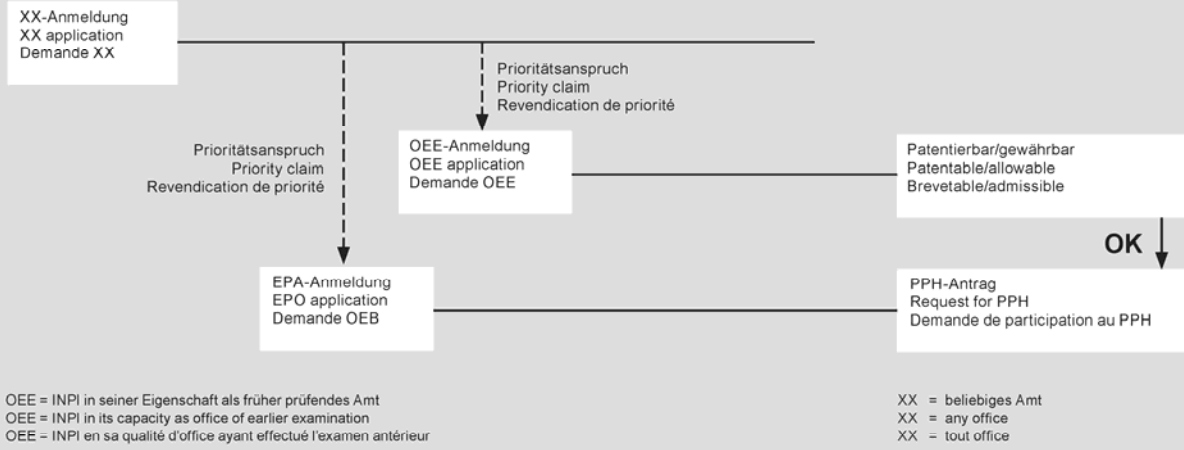 XX-Anmeldung
XX application
Demande XX
Prioritätsanspruch
Priority claim
Revendication de priorité
Prioritätsanspruch
Priority claim
Revendication de priorité
OEE-Anmeldung
OEE application
Demande OEE
Patentierbar/gewährbar
Patentable/allowable
Brevetable/admissible
OK
EPA-Anmeldung
EPO application
Demande OEB
PPH-Antrag
Request for PPH
Demande de participation au PPH
OEE = INPI in seiner Eigenschaft als früher prüfendes Amt
OEE = INPI in its capacity as office of earlier examination
OEE = INPI en sa qualité d'office ayant effectué l'examen antérieur
XX = beliebiges Amt
XX = any office
XX = tout office